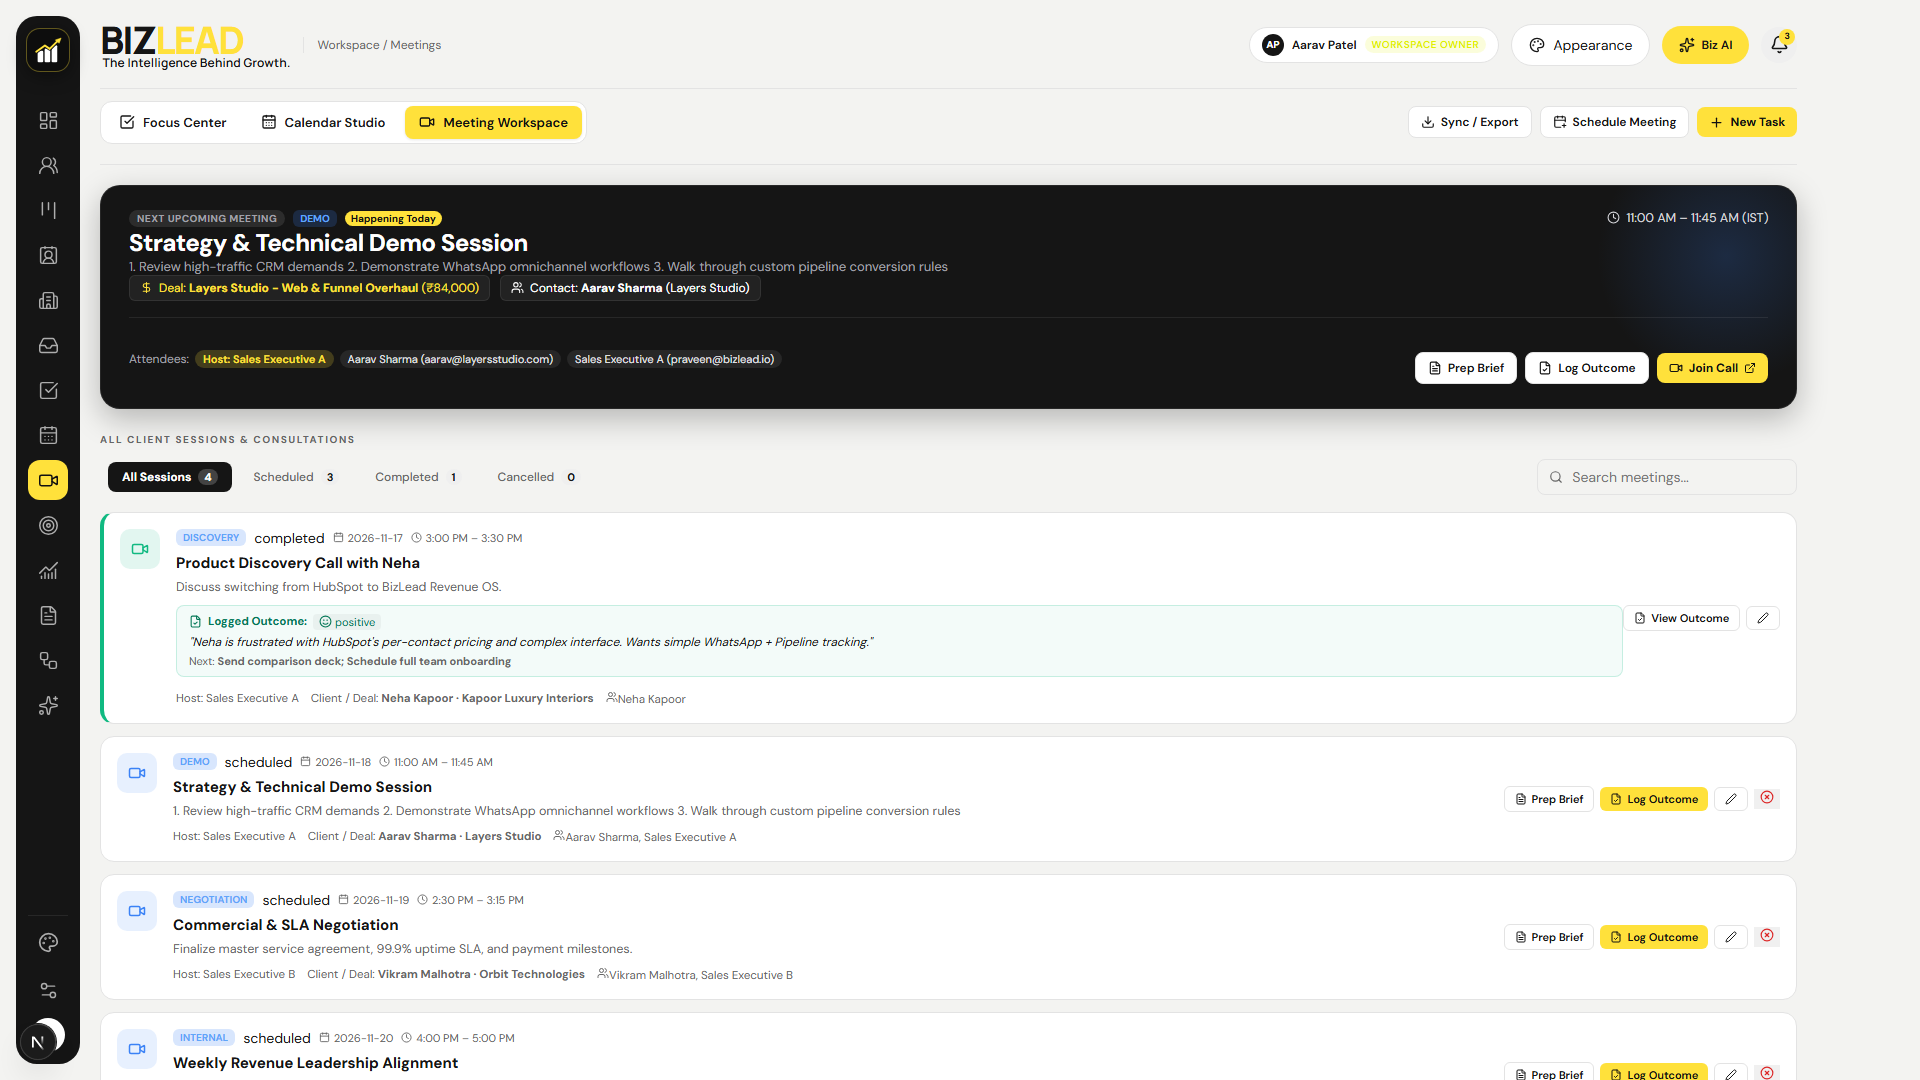 BIZLEAD
The Intelligence Behind Growth.
Workspace / Meetings
AP Aarav Patel WORKSPACE OWNER
Appearance
Biz AI
3
Focus Center
Calendar Studio
Meeting Workspace
Sync / Export
Schedule Meeting
New Task
NEXT UPCOMING MEETING DEMO Happening Today
11:00 AM – 11:45 AM (IST)
Strategy & Technical Demo Session
1. Review high-traffic CRM demands 2. Demonstrate WhatsApp omnichannel workflows 3. Walk through custom pipeline conversion rules
Deal: Layers Studio - Web & Funnel Overhaul (₹84,000)
Contact: Aarav Sharma (Layers Studio)
Attendees: Host: Sales Executive A Aarav Sharma (aarav@layersstudio.com) Sales Executive A (praveen@bizlead.io)
Prep Brief
Log Outcome
Join Call
ALL CLIENT SESSIONS & CONSULTATIONS
All Sessions 4
Scheduled 3
Completed 1
Cancelled 0
Search meetings...
DISCOVERY completed 2026-11-17 3:00 PM – 3:30 PM
Product Discovery Call with Neha
Discuss switching from HubSpot to BizLead Revenue OS.
Logged Outcome: positive
"Neha is frustrated with HubSpot's per-contact pricing and complex interface. Wants simple WhatsApp + Pipeline tracking."
Next: Send comparison deck; Schedule full team onboarding
View Outcome
Host: Sales Executive A Client / Deal: Neha Kapoor · Kapoor Luxury Interiors Neha Kapoor
DEMO scheduled 2026-11-18 11:00 AM – 11:45 AM
Strategy & Technical Demo Session
1. Review high-traffic CRM demands 2. Demonstrate WhatsApp omnichannel workflows 3. Walk through custom pipeline conversion rules
Host: Sales Executive A Client / Deal: Aarav Sharma · Layers Studio Aarav Sharma, Sales Executive A
Prep Brief
Log Outcome
NEGOTIATION scheduled 2026-11-19 2:30 PM – 3:15 PM
Commercial & SLA Negotiation
Finalize master service agreement, 99.9% uptime SLA, and payment milestones.
Host: Sales Executive B Client / Deal: Vikram Malhotra · Orbit Technologies Vikram Malhotra, Sales Executive B
Prep Brief
Log Outcome
INTERNAL scheduled 2026-11-20 4:00 PM – 5:00 PM
Weekly Revenue Leadership Alignment
Prep Brief
Log Outcome
N